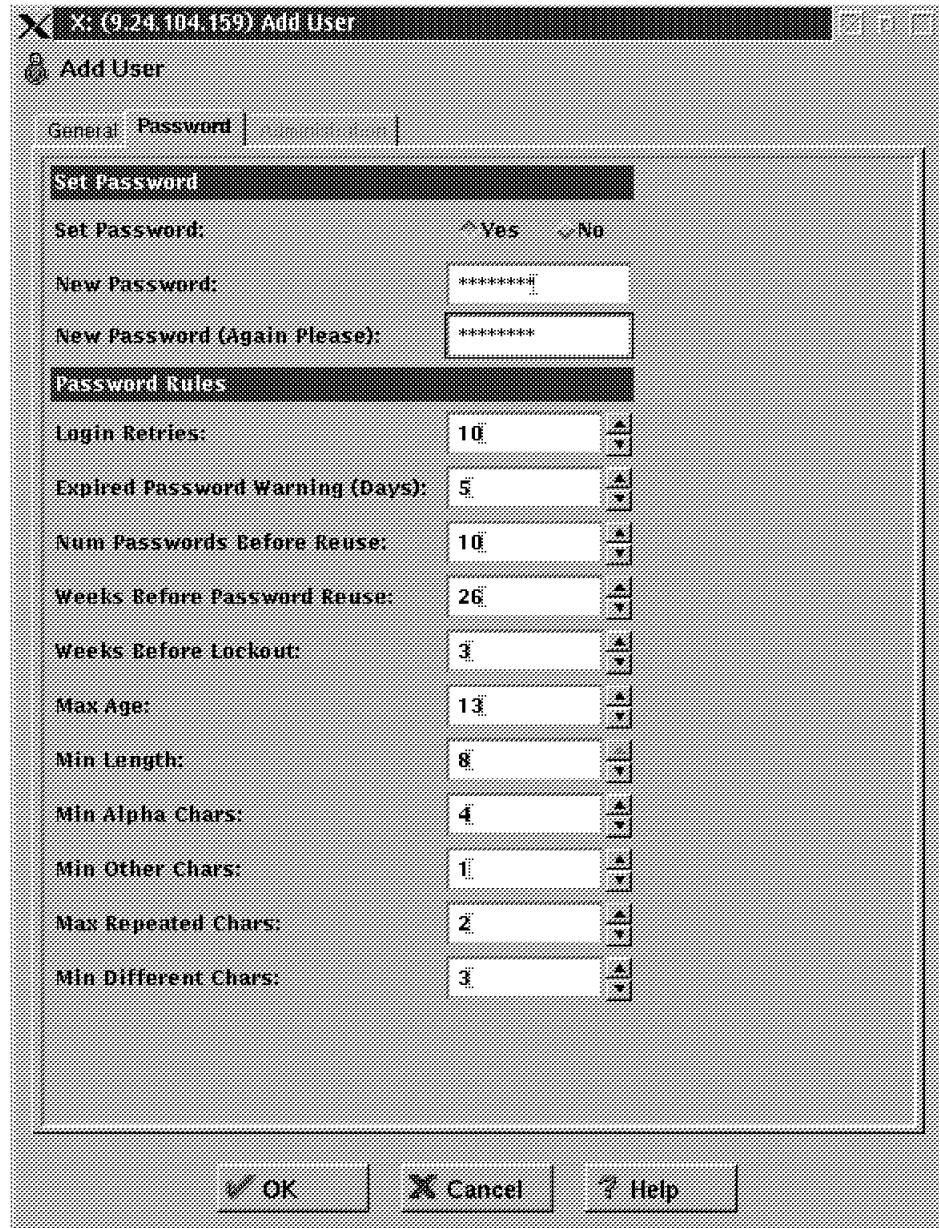 X: (9.24.104.159) Add User
Add User
General Password Administration
Set Password
Set Password: Yes No
New Password: ********
New Password (Again Please): ********
Password Rules
Login Retries: 10
Expired Password Warning (Days): 5
Num Passwords Before Reuse: 10
Weeks Before Password Reuse: 26
Weeks Before Lockout: 3
Max Age: 13
Min Length: 8
Min Alpha Chars: 4
Min Other Chars: 1
Max Repeated Chars: 2
Min Different Chars: 3
OK Cancel ? Help